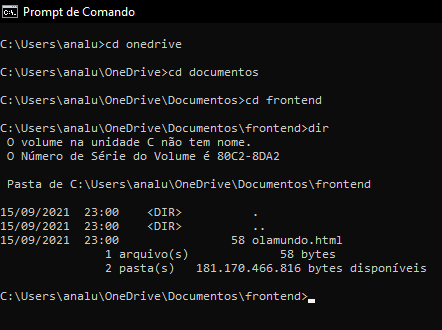 Prompt de Comando
C:\Users\analu>cd onedrive
C:\Users\analu\OneDrive>cd documentos
C:\Users\analu\OneDrive\Documentos>cd frontend
C:\Users\analu\OneDrive\Documentos\frontend>dir
 O volume na unidade C não tem nome.
 O Número de Série do Volume é 80C2-8DA2
 Pasta de C:\Users\analu\OneDrive\Documentos\frontend
15/09/2021  23:00    <DIR>          .
15/09/2021  23:00    <DIR>          ..
15/09/2021  23:00                58 olamundo.html
               1 arquivo(s)             58 bytes
               2 pasta(s)   181.170.466.816 bytes disponíveis
C:\Users\analu\OneDrive\Documentos\frontend>